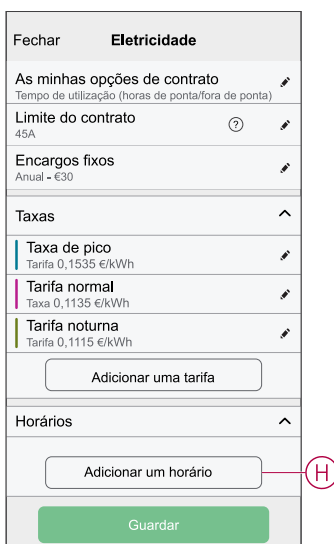 Fechar Eletricidade
As minhas opções de contrato
Tempo de utilização (horas de ponta/fora de ponta)
Limite do contrato
?
45A
Encargos fixos
Anual - €30
Taxas
Taxa de pico
Tarifa 0,1535 €/kWh
Tarifa normal
Taxa 0,1135 €/kWh
Tarifa noturna
Tarifa 0,1115 €/kWh
Adicionar uma tarifa
Horários
Adicionar um horário
H
Guardar